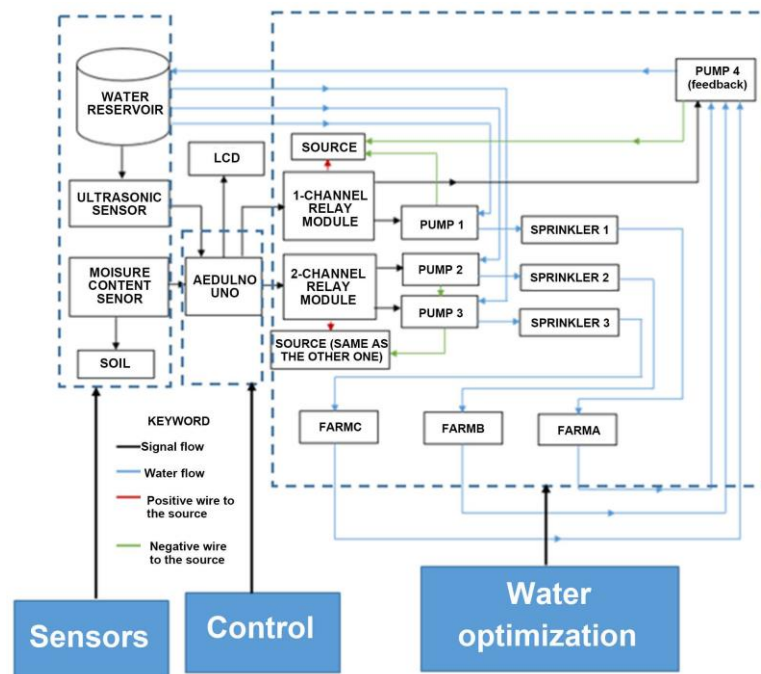 WATER
RESERVOIR
ULTRASONIC
SENSOR
MOISURE
CONTENT
SENOR
SOIL
LCD
AEDULNO
UNO
SOURCE
1-CHANNEL
RELAY
MODULE
2-CHANNEL
RELAY
MODULE
SOURCE (SAME AS
THE OTHER ONE)
PUMP 1
PUMP 2
PUMP 3
PUMP 4
(feedback)
SPRINKLER 1
SPRINKLER 2
SPRINKLER 3
FARMC
FARMB
FARMA
KEYWORD
Signal flow
Water flow
Positive wire to
the source
Negative wire
to the source
Sensors
Control
Water
optimization